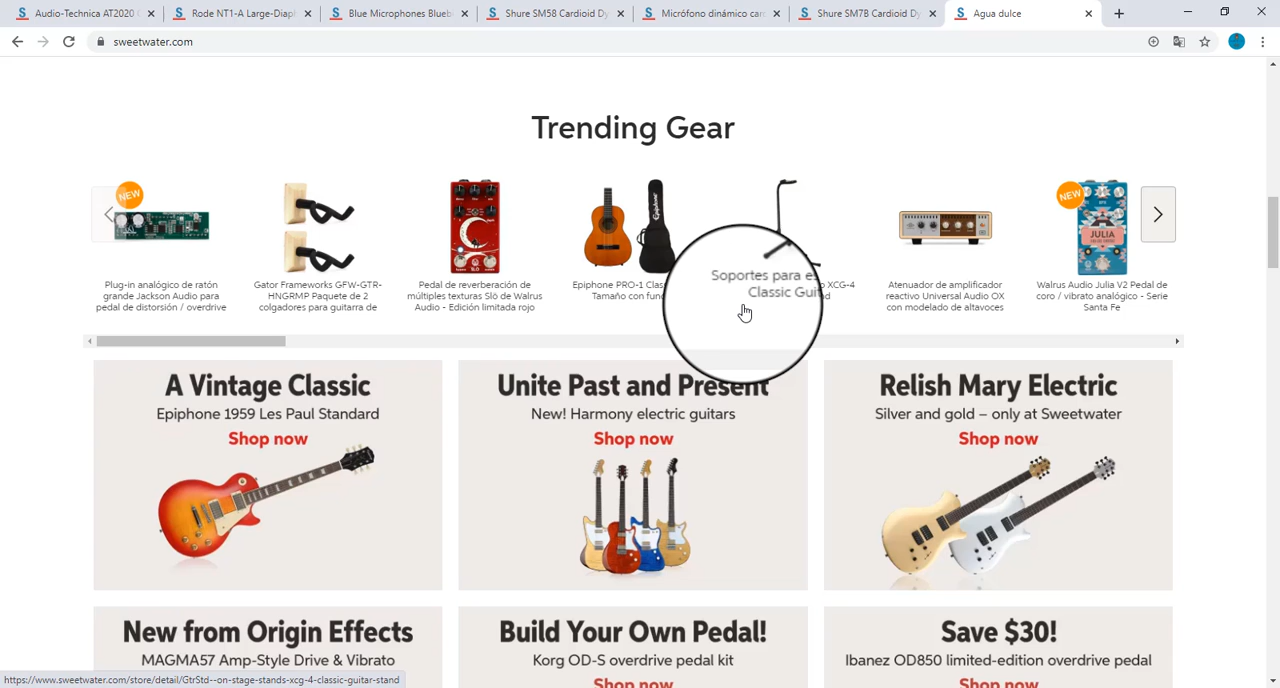 Audio-Technica AT2020 C
Rode NT1-A Large-Diap
Blue Microphones Blueb
Shure SM58 Cardioid Dy
Micrófono dinámico car
Shure SM7B Cardioid Dy
Agua dulce
sweetwater.com
Trending Gear
NEW
NEW
JULIA
Plug-in analógico de ratón
grande Jackson Audio para
pedal de distorsión / overdrive
Gator Frameworks GFW-GTR-
HNGRMP Paquete de 2
colgadores para guitarra de
Pedal de reverberación de
múltiples texturas Slö de Walrus
Audio - Edición limitada rojo
Epiphone PRO-1 Clas
Tamaño con fun
Soportes para es
Classic Gui
XCG-4
Atenuador de amplificador
reactivo Universal Audio OX
con modelado de altavoces
Walrus Audio Julia V2 Pedal de
coro / vibrato analógico - Serie
Santa Fe
A Vintage Classic
Epiphone 1959 Les Paul Standard
Shop now
Unite Past and Present
New! Harmony electric guitars
Shop now
Relish Mary Electric
Silver and gold – only at Sweetwater
Shop now
New from Origin Effects
MAGMA57 Amp-Style Drive & Vibrato
Build Your Own Pedal!
Korg OD-S overdrive pedal kit
Shop now
Save $30!
Ibanez OD850 limited-edition overdrive pedal
Shop now
https://www.sweetwater.com/store/detail/GtrStd--on-stage-stands-xcg-4-classic-guitar-stand